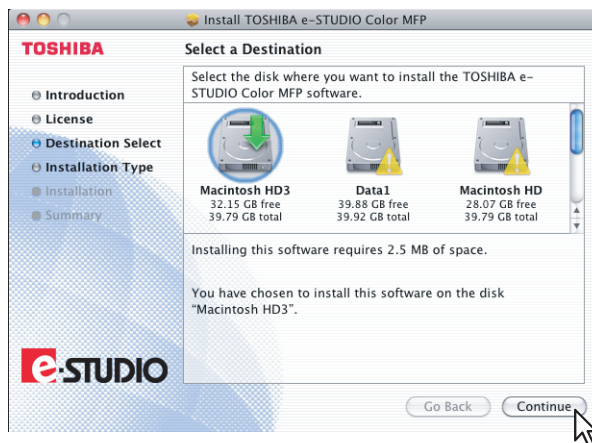 Install TOSHIBA e-STUDIO Color MFP
TOSHIBA
Select a Destination
Introduction
License
Destination Select
Installation Type
Installation
Summary
Select the disk where you want to install the TOSHIBA e-
STUDIO Color MFP software.
Macintosh HD3
32.15 GB free
39.79 GB total
Data1
39.88 GB free
39.92 GB total
Macintosh HD
28.07 GB free
39.79 GB total
Installing this software requires 2.5 MB of space.
You have chosen to install this software on the disk
“Macintosh HD3”.
e-STUDIO
Go Back
Continue